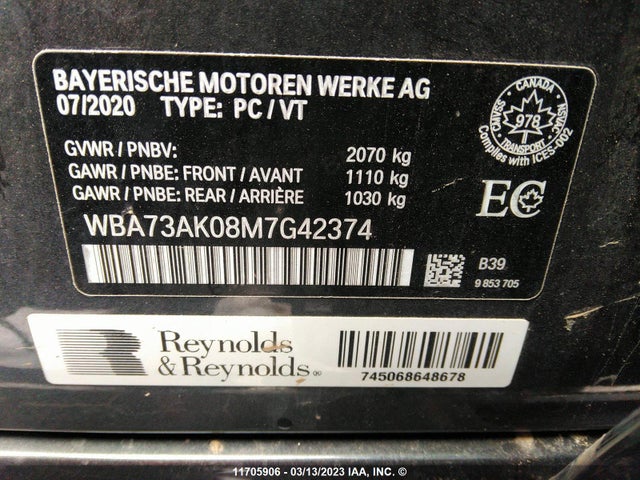 BAYERISCHE MOTOREN WERKE AG
07/2020 TYPE: PC / VT
GVWR / PNBV: 2070 kg
GAWR / PNBE: FRONT / AVANT 1110 kg
GAWR / PNBE: REAR / ARRIÈRE 1030 kg
WBA73AK08M7G42374
CANADA
CMVSS
NSVAC
978
TRANSPORT
Complies with ICES-002
EC
B39
9 853 705
Reynolds
& Reynolds®
745068648678
11705906 - 03/13/2023 - IAA, INC. ©